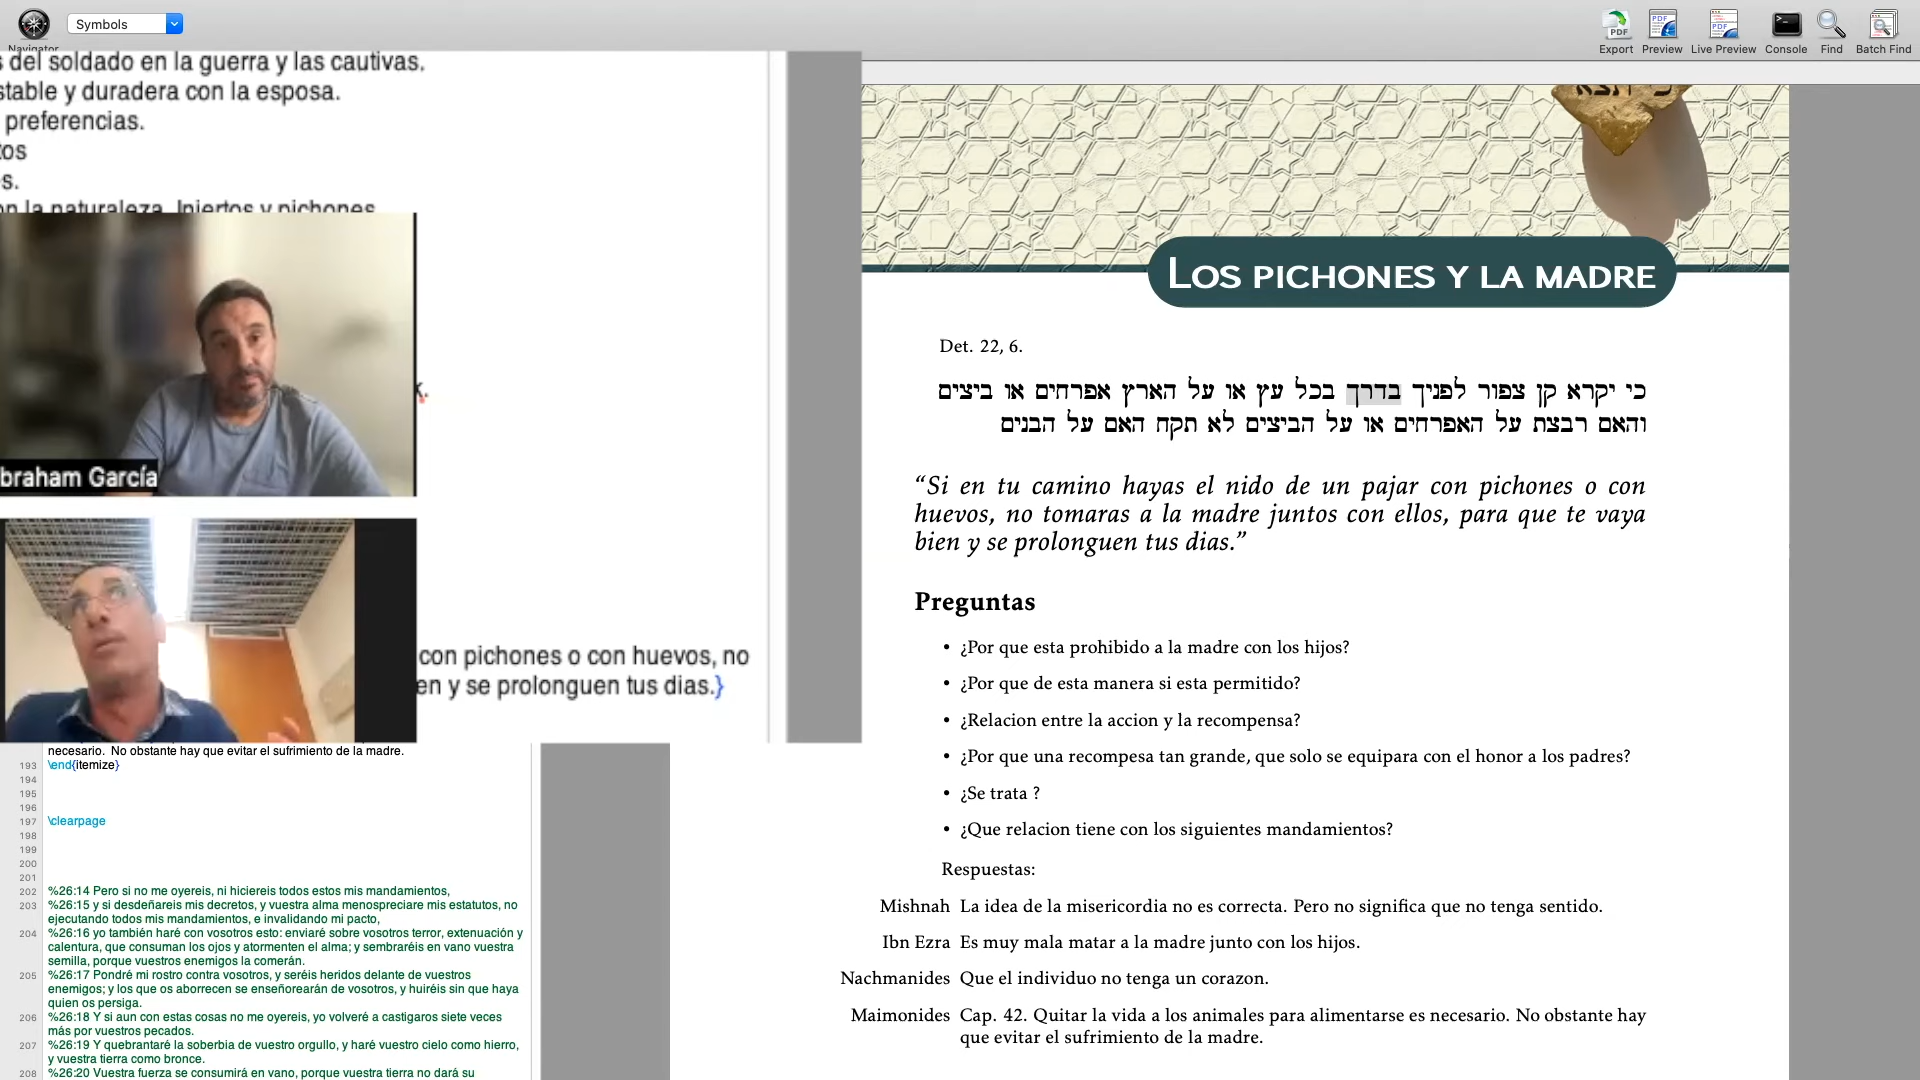 Symbols
Navigator
Export
Preview
Live Preview
Console
Find
Batch Find
del soldado en la guerra y las cautivas.
stable y duradera con la esposa.
preferencias.
la naturaleza. Injertos y pichones
braham García
con pichones o con huevos, no
en y se prolonguen tus dias.}
necesario. No obstante hay que evitar el sufrimiento de la madre.
193 \end{itemize}
194
195
196
197 \clearpage
198
199
200
201
202 %26:14 Pero si no me oyereis, ni hiciereis todos estos mis mandamientos,
203 %26:15 y si desdeñareis mis decretos, y vuestra alma menospreciare mis estatutos, no
ejecutando todos mis mandamientos, e invalidando mi pacto,
204 %26:16 yo también haré con vosotros esto: enviaré sobre vosotros terror, extenuación y
calentura, que consuman los ojos y atormenten el alma; y sembraréis en vano vuestra
semilla, porque vuestros enemigos la comerán.
205 %26:17 Pondré mi rostro contra vosotros, y seréis heridos delante de vuestros
enemigos; y los que os aborrecen se enseñorearán de vosotros, y huiréis sin que haya
quien os persiga.
206 %26:18 Y si aun con estas cosas no me oyereis, yo volveré a castigaros siete veces
más por vuestros pecados.
207 %26:19 Y quebrantaré la soberbia de vuestro orgullo, y haré vuestro cielo como hierro,
y vuestra tierra como bronce.
208 %26:20 Vuestra fuerza se consumirá en vano, porque vuestra tierra no dará su
Los pichones y la madre
Det. 22, 6.
כי יקרא קן צפור לפניך בדרך בכל עץ או על הארץ אפרחים או ביצים
והאם רבצת על האפרחים או על הביצים לא תקח האם על הבנים
“Si en tu camino hayas el nido de un pajar con pichones o con
huevos, no tomaras a la madre juntos con ellos, para que te vaya
bien y se prolonguen tus dias.”
Preguntas
• ¿Por que esta prohibido a la madre con los hijos?
• ¿Por que de esta manera si esta permitido?
• ¿Relacion entre la accion y la recompensa?
• ¿Por que una recompesa tan grande, que solo se equipara con el honor a los padres?
• ¿Se trata ?
• ¿Que relacion tiene con los siguientes mandamientos?
Respuestas:
Mishnah La idea de la misericordia no es correcta. Pero no significa que no tenga sentido.
Ibn Ezra Es muy mala matar a la madre junto con los hijos.
Nachmanides Que el individuo no tenga un corazon.
Maimonides Cap. 42. Quitar la vida a los animales para alimentarse es necesario. No obstante hay
que evitar el sufrimiento de la madre.